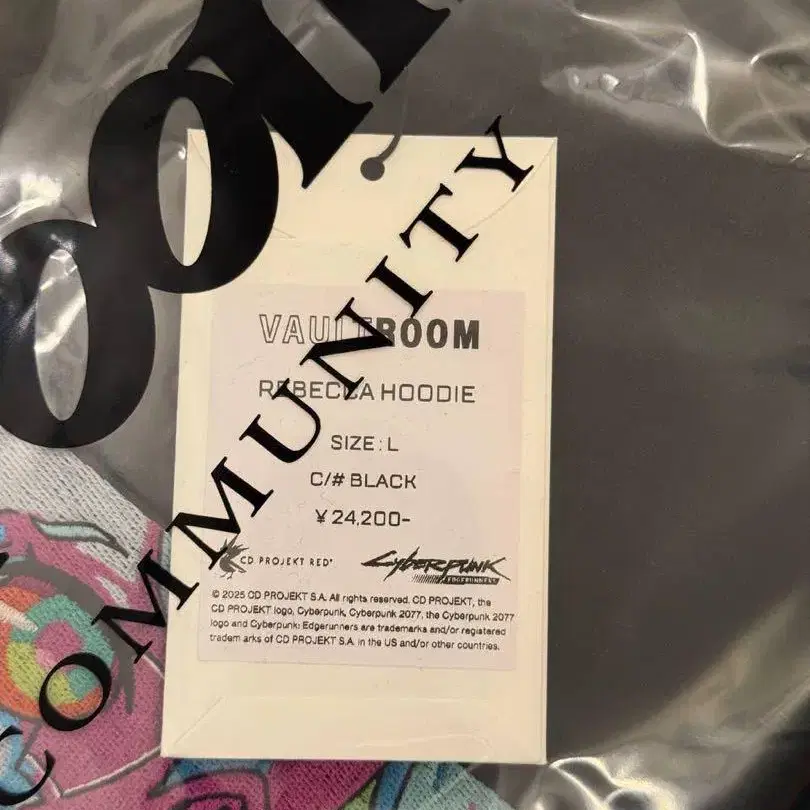 COMMUNITY
VAULTROOM
REBECCA HOODIE
SIZE : L
C/# BLACK
¥ 24,200-
CD PROJEKT RED®
Cyberpunk
EDGERUNNERS
© 2025 CD PROJEKT S.A. All rights reserved. CD PROJEKT, the
CD PROJEKT logo, Cyberpunk, Cyberpunk 2077, the Cyberpunk 2077
logo and Cyberpunk: Edgerunners are trademarks and/or registered
tradem arks of CD PROJEKT S.A. in the US and/or other countries.